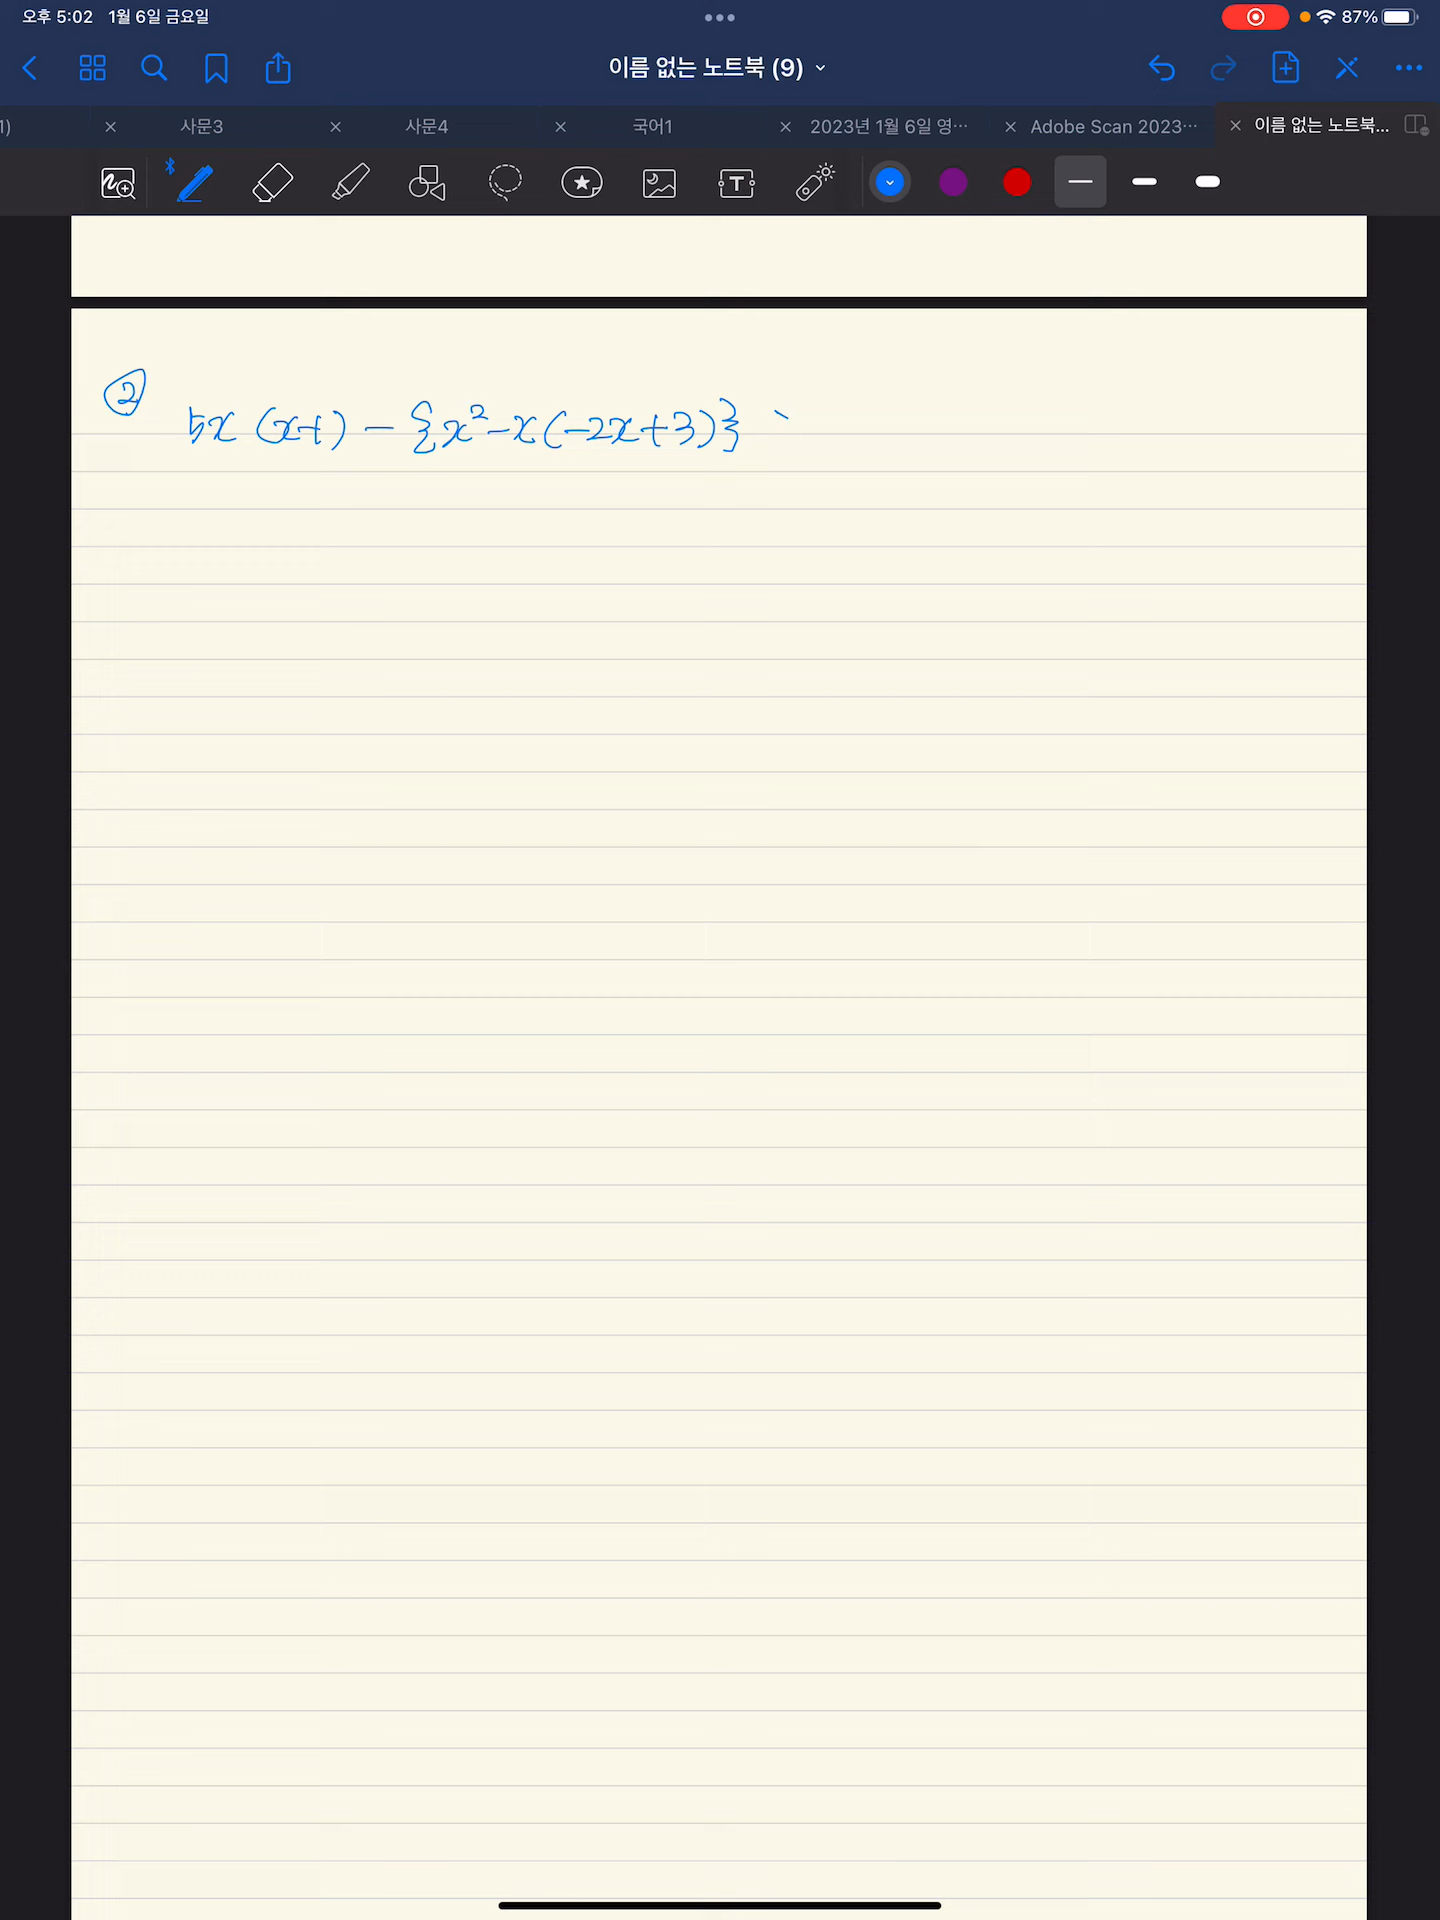 오후 5:02 1월 6일 금요일 87%
이름 없는 노트북 (9)
1) 사문3 사문4 국어1 2023년 1월 6일 영… Adobe Scan 2023… 이름 없는 노트북...
②
5x (x+1) - {x²-x(-2x+3)}